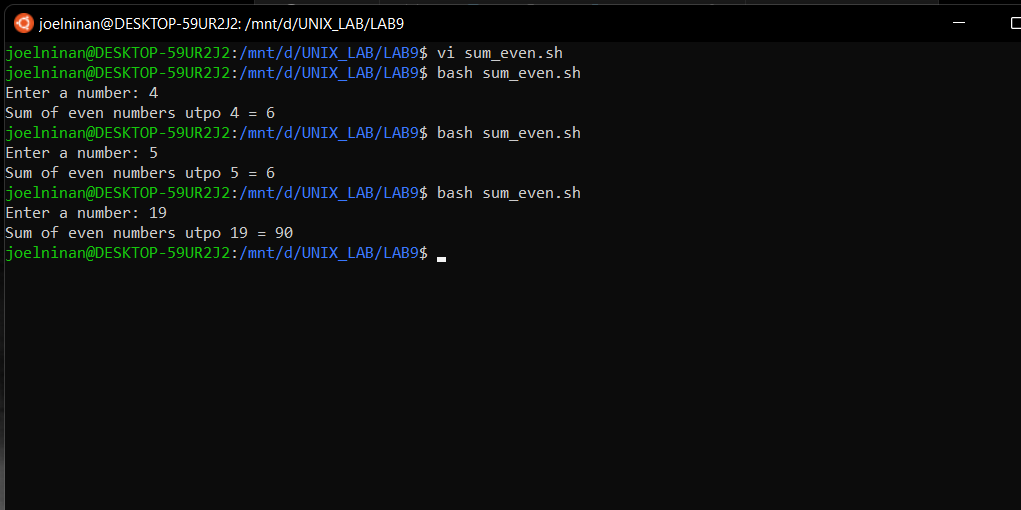 joelninan@DESKTOP-59UR2J2: /mnt/d/UNIX_LAB/LAB9
joelninan@DESKTOP-59UR2J2:/mnt/d/UNIX_LAB/LAB9$ vi sum_even.sh
joelninan@DESKTOP-59UR2J2:/mnt/d/UNIX_LAB/LAB9$ bash sum_even.sh
Enter a number: 4
Sum of even numbers utpo 4 = 6
joelninan@DESKTOP-59UR2J2:/mnt/d/UNIX_LAB/LAB9$ bash sum_even.sh
Enter a number: 5
Sum of even numbers utpo 5 = 6
joelninan@DESKTOP-59UR2J2:/mnt/d/UNIX_LAB/LAB9$ bash sum_even.sh
Enter a number: 19
Sum of even numbers utpo 19 = 90
joelninan@DESKTOP-59UR2J2:/mnt/d/UNIX_LAB/LAB9$